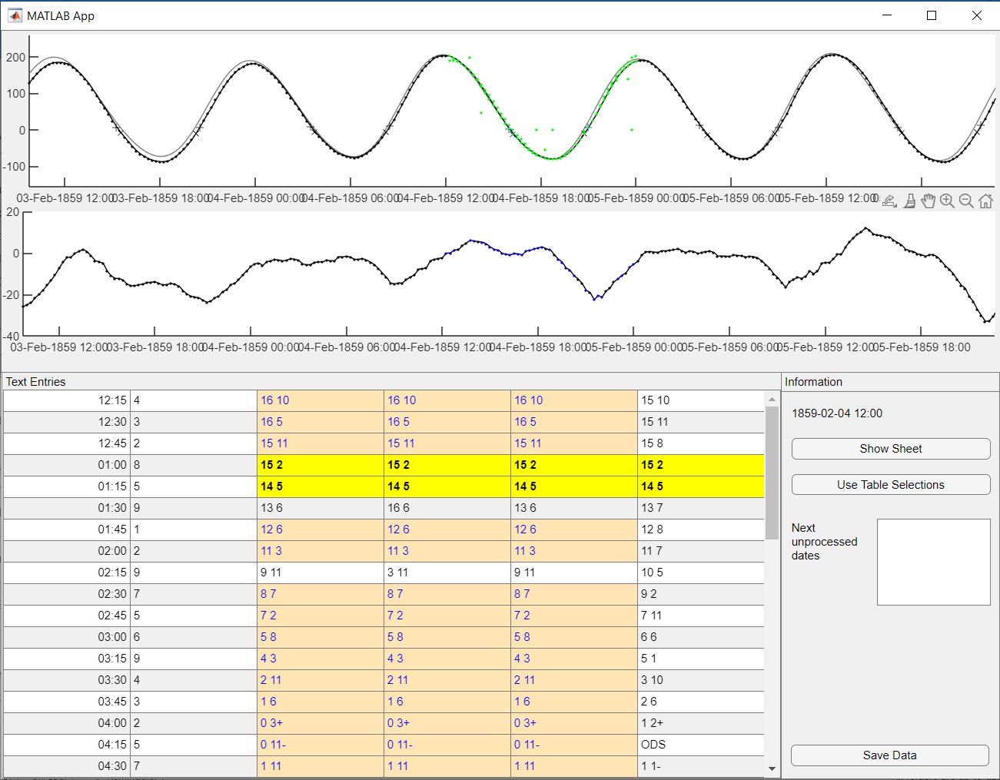 MATLAB App
200
100
0
-100
03-Feb-1859 12:00 03-Feb-1859 18:00 04-Feb-1859 00:00 04-Feb-1859 06:00 04-Feb-1859 12:00 04-Feb-1859 18:00 05-Feb-1859 00:00 05-Feb-1859 06:00 05-Feb-1859 12:00
20
0
-20
-40
03-Feb-1859 12:00 03-Feb-1859 18:00 04-Feb-1859 00:00 04-Feb-1859 06:00 04-Feb-1859 12:00 04-Feb-1859 18:00 05-Feb-1859 00:00 05-Feb-1859 06:00 05-Feb-1859 12:00 05-Feb-1859 18:00
Text Entries
12:15 4 16 10 16 10 16 10 15 10
12:30 3 16 5 16 5 16 5 15 11
12:45 2 15 11 15 11 15 11 15 8
01:00 8 15 2 15 2 15 2 15 2
01:15 5 14 5 14 5 14 5 14 5
01:30 9 13 6 16 6 13 6 13 7
01:45 1 12 6 12 6 12 6 12 8
02:00 2 11 3 11 3 11 3 11 7
02:15 9 9 11 3 11 9 11 10 5
02:30 7 8 7 8 7 8 7 9 2
02:45 5 7 2 7 2 7 2 7 11
03:00 6 5 8 5 8 5 8 6 6
03:15 9 4 3 4 3 4 3 5 1
03:30 4 2 11 2 11 2 11 3 10
03:45 3 1 6 1 6 1 6 2 6
04:00 2 0 3+ 0 3+ 0 3+ 1 2+
04:15 5 0 11- 0 11- 0 11- ODS
04:30 7 1 11 1 11 1 11 1 1-
Information
1859-02-04 12:00
Show Sheet
Use Table Selections
Next
unprocessed
dates
Save Data